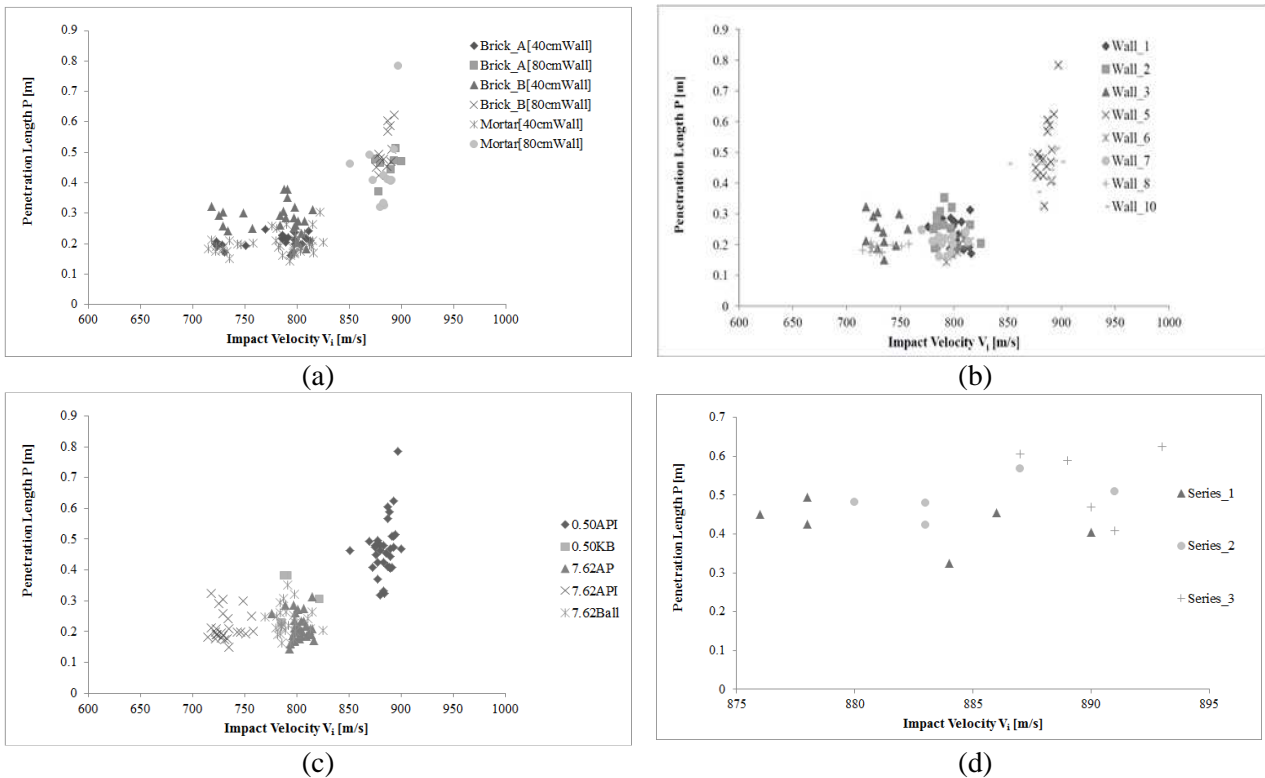 Penetration Length P [m]
0.9
0.8
0.7
0.6
0.5
0.4
0.3
0.2
0.1
0
600
650
700
750
800
850
900
950
1000
Impact Velocity Vi [m/s]
Brick_A[40cmWall]
Brick_A[80cmWall]
Brick_B[40cmWall]
Brick_B[80cmWall]
Mortar[40cmWall]
Mortar[80cmWall]
(a)
Penetration Length P [m]
0.9
0.8
0.7
0.6
0.5
0.4
0.3
0.2
0.1
0
600
650
700
750
800
850
900
950
1000
Impact Velocity Vi [m/s]
Wall_1
Wall_2
Wall_3
Wall_5
Wall_6
Wall_7
Wall_8
Wall_10
(b)
Penetration Length P [m]
0.9
0.8
0.7
0.6
0.5
0.4
0.3
0.2
0.1
0
600
650
700
750
800
850
900
950
1000
Impact Velocity Vi [m/s]
0.50API
0.50KB
7.62AP
7.62API
7.62Ball
(c)
Penetration Length P [m]
0.9
0.8
0.7
0.6
0.5
0.4
0.3
0.2
0.1
0
875
880
885
890
895
Impact Velocity Vi [m/s]
Series_1
Series_2
Series_3
(d)